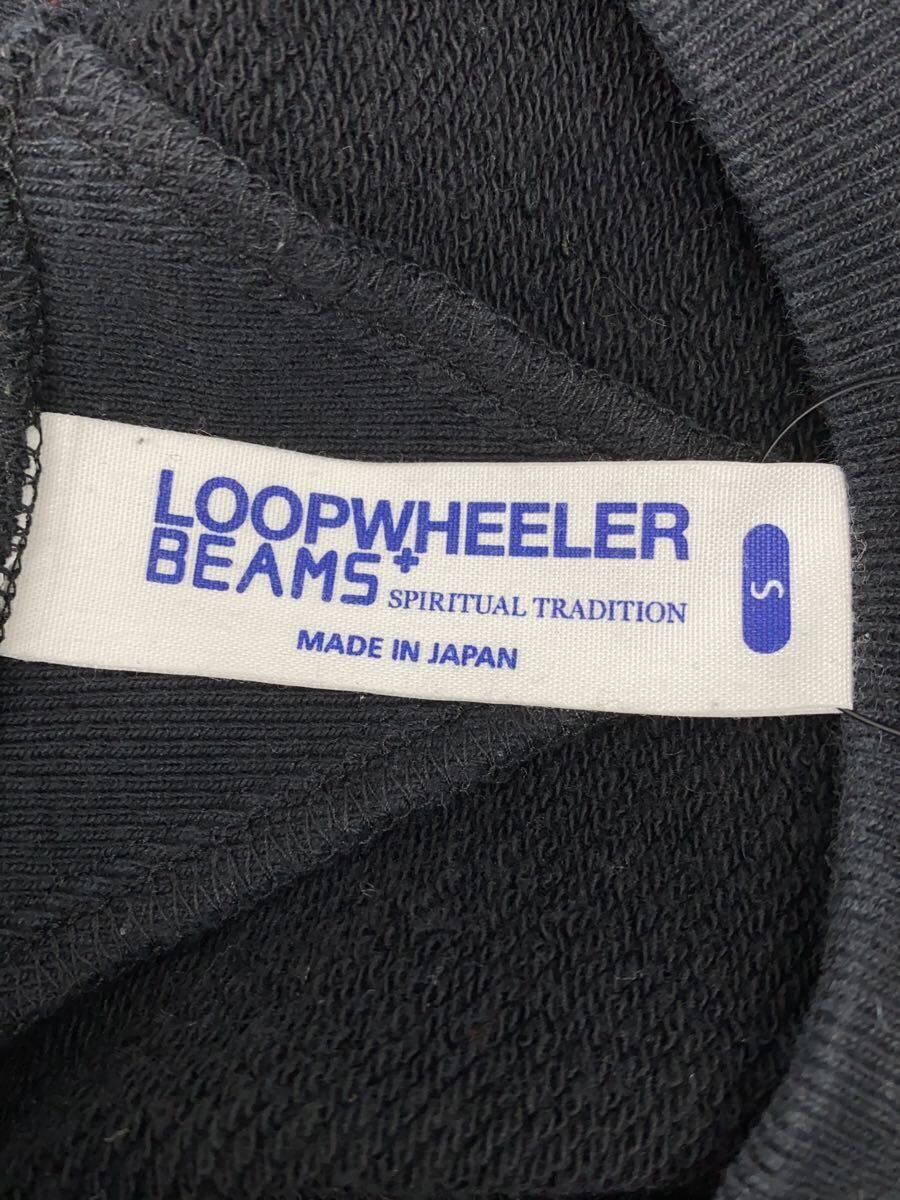 LOOPWHEELER
BEAMS+ SPIRITUAL TRADITION
MADE IN JAPAN
S